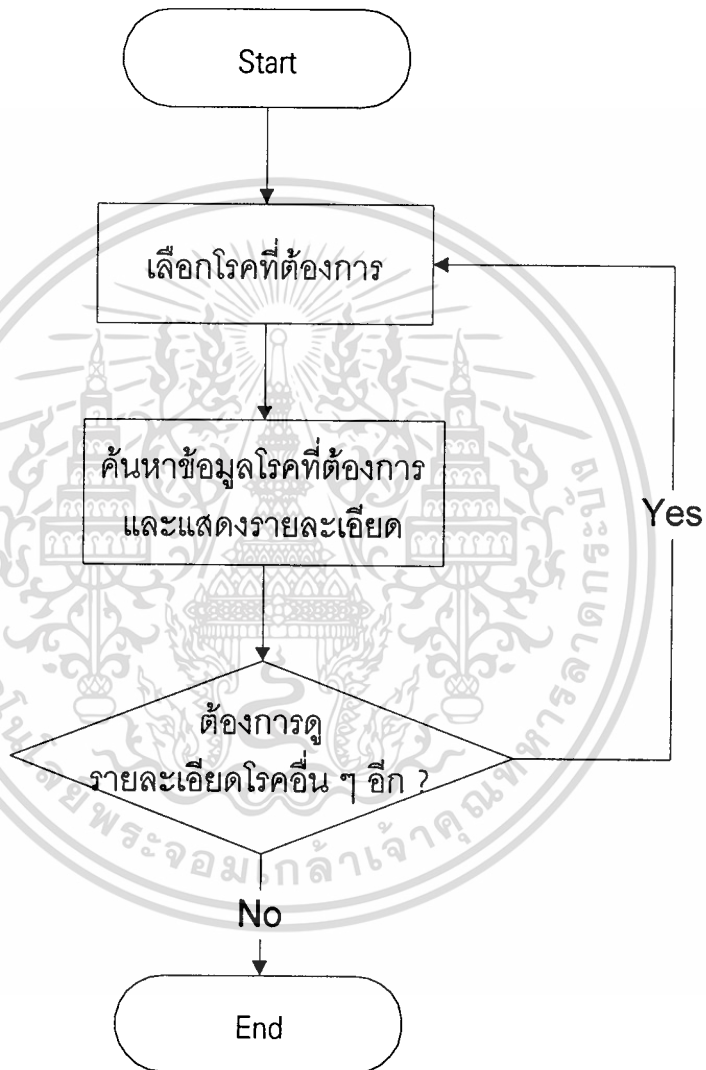 Start
เลือกโรคที่ต้องการ
ค้นหาข้อมูลโรคที่ต้องการ
และแสดงรายละเอียด
Yes
ต้องการดู
รายละเอียดโรคอื่น ๆ อีก ?
No
End